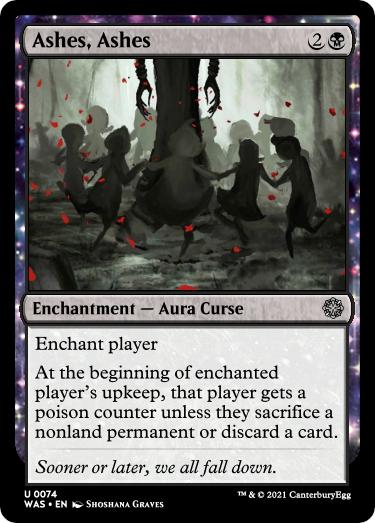 Ashes, Ashes 2
Enchantment — Aura Curse
Enchant player
At the beginning of enchanted
player's upkeep, that player gets a
poison counter unless they sacrifice a
nonland permanent or discard a card.
Sooner or later, we all fall down.
U 0074
WAS • EN Shoshana Graves
™ & © 2021 CanterburyEgg